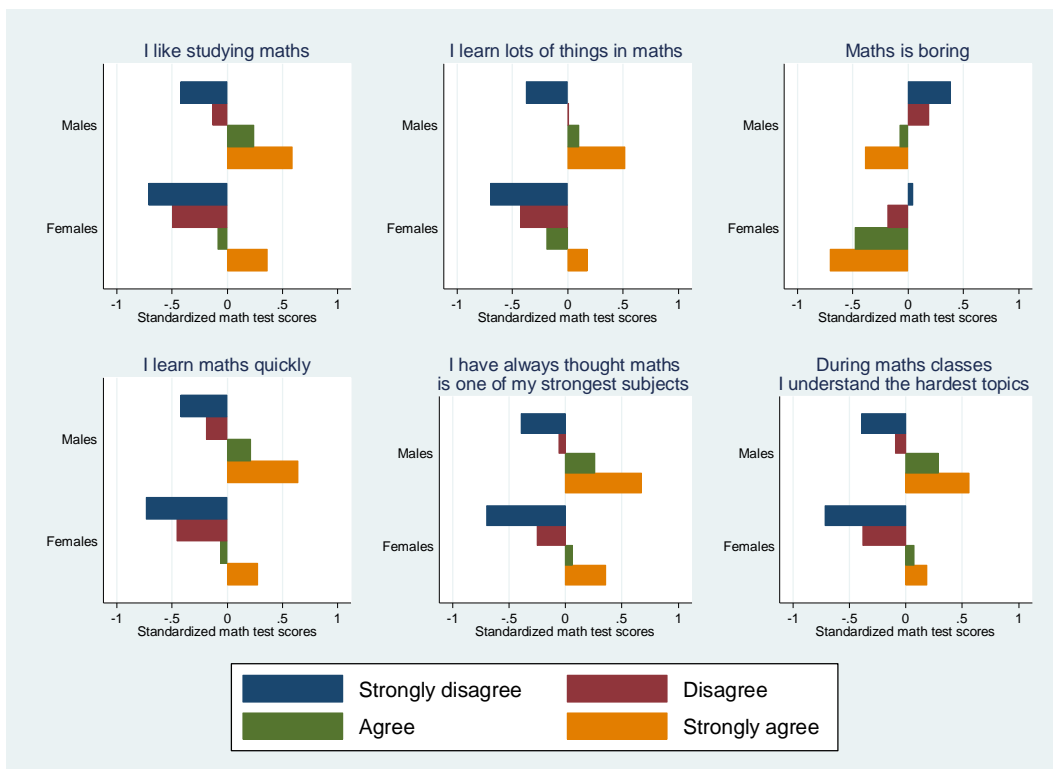 I like studying maths
Males
Females
-1 -.5 0 .5 1
Standardized math test scores
I learn lots of things in maths
-1 -.5 0 .5 1
Standardized math test scores
Maths is boring
Males
Females
-1 -.5 0 .5 1
Standardized math test scores
I learn maths quickly
Males
Females
-1 -.5 0 .5 1
Standardized math test scores
I have always thought maths
is one of my strongest subjects
Males
Females
-1 -.5 0 .5 1
Standardized math test scores
During maths classes
I understand the hardest topics
Males
Females
-1 -.5 0 .5 1
Standardized math test scores
Strongly disagree
Disagree
Agree
Strongly agree